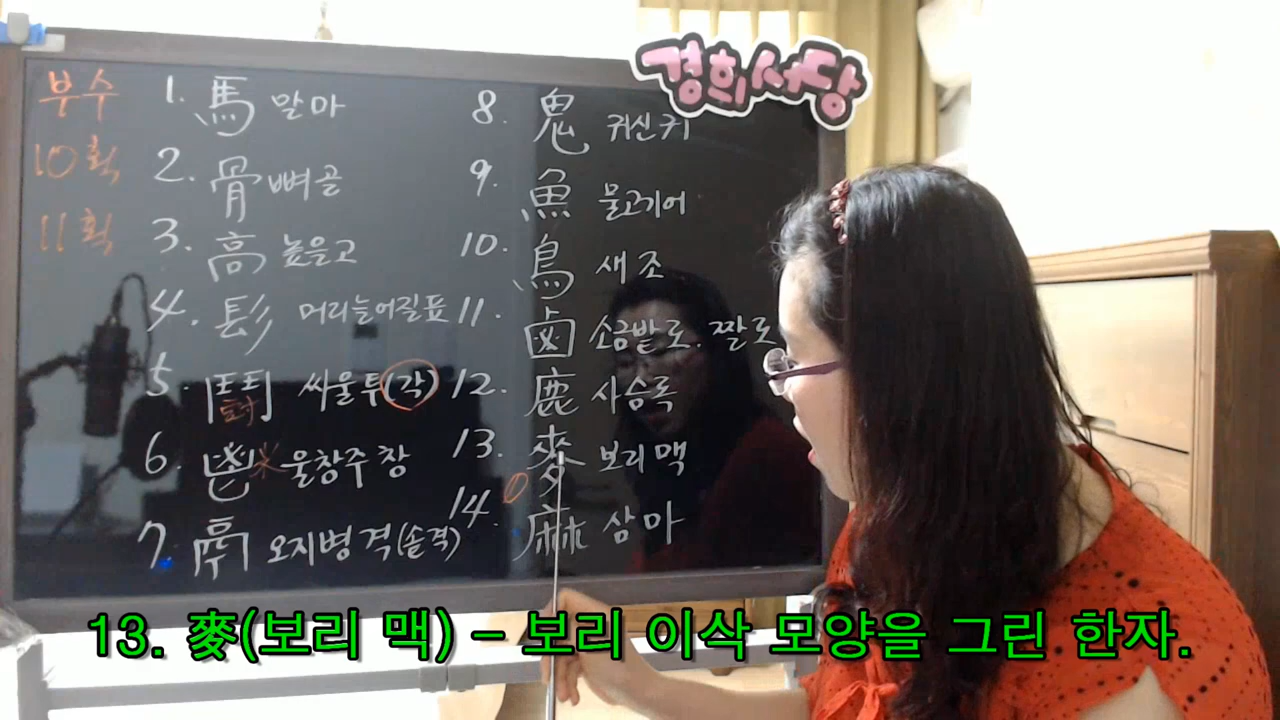 경희서당
부수
10획
11획
1. 馬 말마
2. 骨 뼈골
3. 高 높을고
4. 髟 머리늘어질표
5. 鬥 싸울투(각)
6. 鬯 울창주창
7. 鬲 오지병격(솥격)
8. 鬼 귀신귀
9. 魚 물고기어
10. 鳥 새조
11. 鹵 소금밭로. 짤로
12. 鹿 사슴록
13. 麥 보리맥
14. 麻 삼마
13. 麥(보리 맥) - 보리 이삭 모양을 그린 한자.